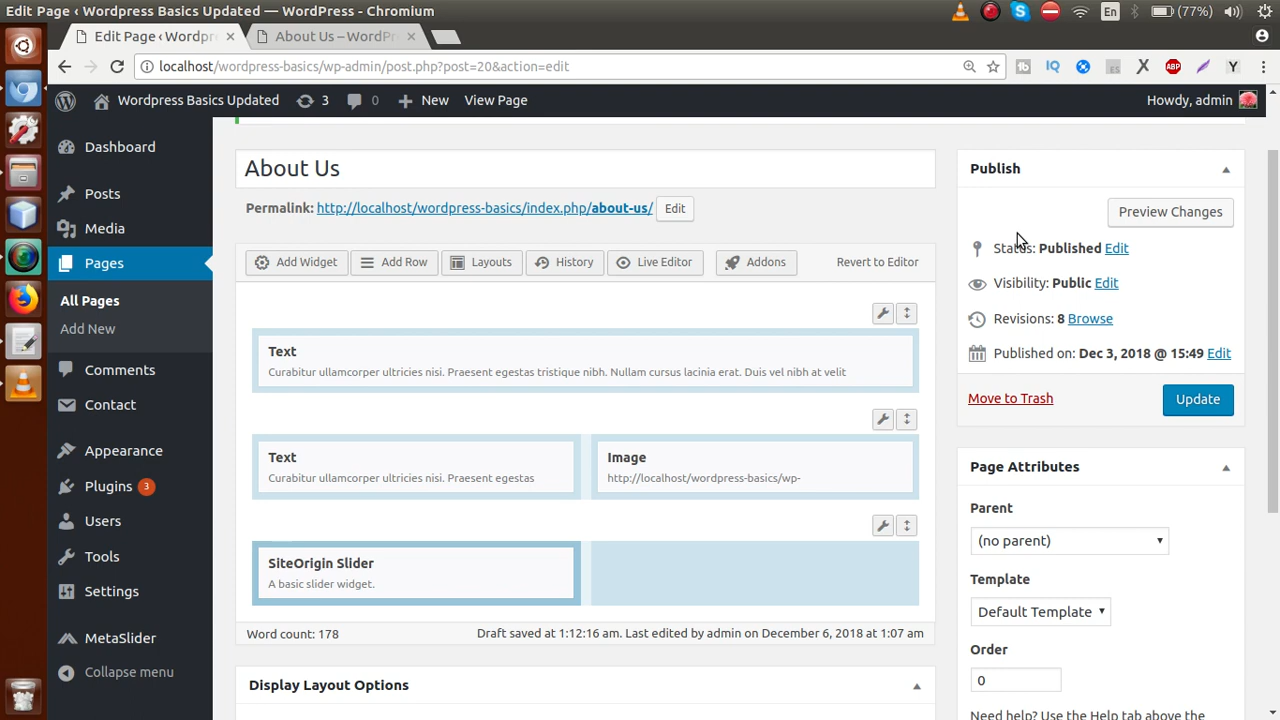 Edit Page ‹ Wordpress Basics Updated — WordPress - Chromium
En
(77%)
Edit Page ‹ Wordpr
About Us – WordPr
localhost/wordpress-basics/wp-admin/post.php?post=20&action=edit
fb
IQ
ES
X
ABP
Y
Wordpress Basics Updated
3
0
New
View Page
Howdy, admin
Dashboard
Posts
Media
Pages
All Pages
Add New
Comments
Contact
Appearance
Plugins 3
Users
Tools
Settings
MetaSlider
Collapse menu
About Us
Permalink: http://localhost/wordpress-basics/index.php/about-us/ Edit
Add Widget
Add Row
Layouts
History
Live Editor
Addons
Revert to Editor
Text
Curabitur ullamcorper ultricies nisi. Praesent egestas tristique nibh. Nullam cursus lacinia erat. Duis vel nibh at velit
Text
Curabitur ullamcorper ultricies nisi. Praesent egestas
Image
http://localhost/wordpress-basics/wp-
SiteOrigin Slider
A basic slider widget.
Word count: 178
Draft saved at 1:12:16 am. Last edited by admin on December 6, 2018 at 1:07 am
Display Layout Options
Publish
Preview Changes
Status: Published Edit
Visibility: Public Edit
Revisions: 8 Browse
Published on: Dec 3, 2018 @ 15:49 Edit
Move to Trash
Update
Page Attributes
Parent
(no parent)
Template
Default Template
Order
0
Need help? Use the Help tab above the